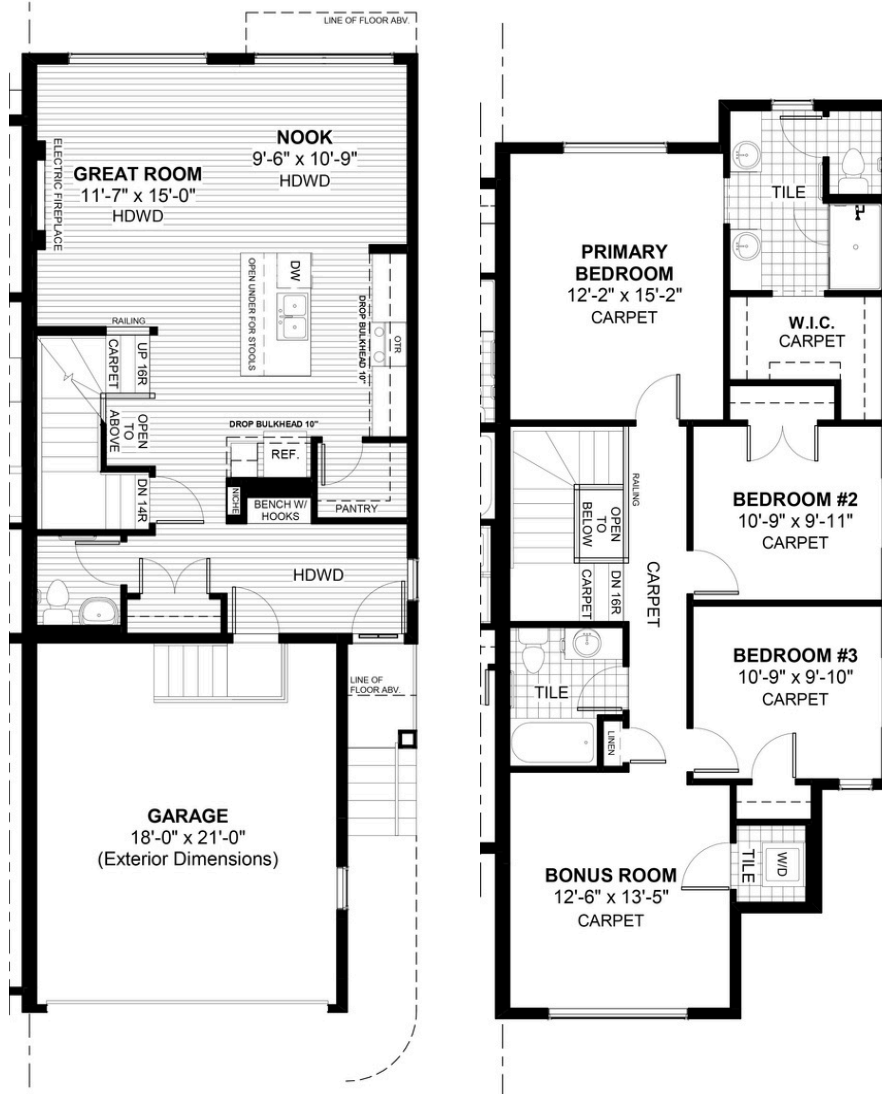 LINE OF FLOOR ABV.
NOOK
9'-6" x 10'-9"
HDWD
GREAT ROOM
11'-7" x 15'-0"
HDWD
ELECTRIC FIREPLACE
DW
OPEN UNDER FOR STOOLS
DROP BULKHEAD 10"
OTR
RAILING
UP 16R
CARPET
OPEN
TO
ABOVE
DROP BULKHEAD 10"
REF.
DN 14R
NICHE
BENCH W/
HOOKS
PANTRY
HDWD
LINE OF
FLOOR ABV.
GARAGE
18'-0" x 21'-0"
(Exterior Dimensions)
TILE
PRIMARY
BEDROOM
12'-2" x 15'-2"
CARPET
W.I.C.
CARPET
RAILING
OPEN
TO
BELOW
BEDROOM #2
10'-9" x 9'-11"
CARPET
CARPET
DN 16R
CARPET
BEDROOM #3
10'-9" x 9'-10"
CARPET
TILE
LINEN
BONUS ROOM
12'-6" x 13'-5"
CARPET
W/D
TILE